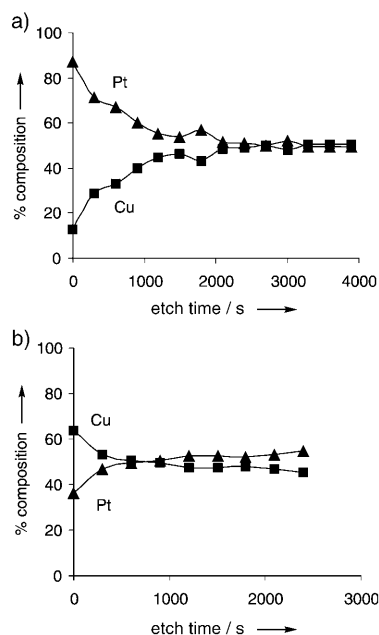 a)
100
80
60
40
20
0
% composition
Pt
Cu
0 1000 2000 3000 4000
etch time / s
b)
100
80
60
40
20
0
% composition
Cu
Pt
0 1000 2000 3000
etch time / s